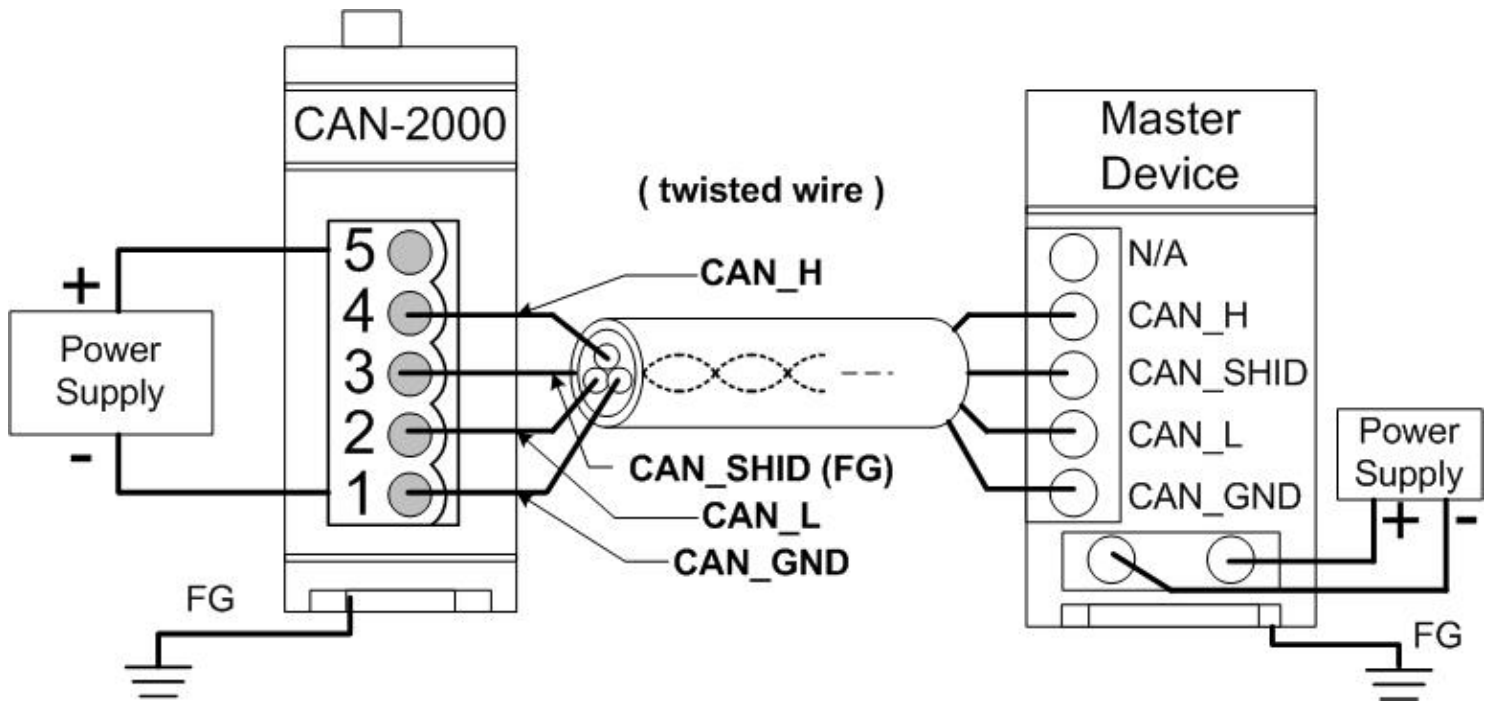 CAN-2000
Master
Device
( twisted wire )
5
4
3
2
1
+
Power
Supply
-
CAN_H
CAN_SHID (FG)
CAN_L
CAN_GND
N/A
CAN_H
CAN_SHID
CAN_L
CAN_GND
Power
Supply
+ -
FG
FG